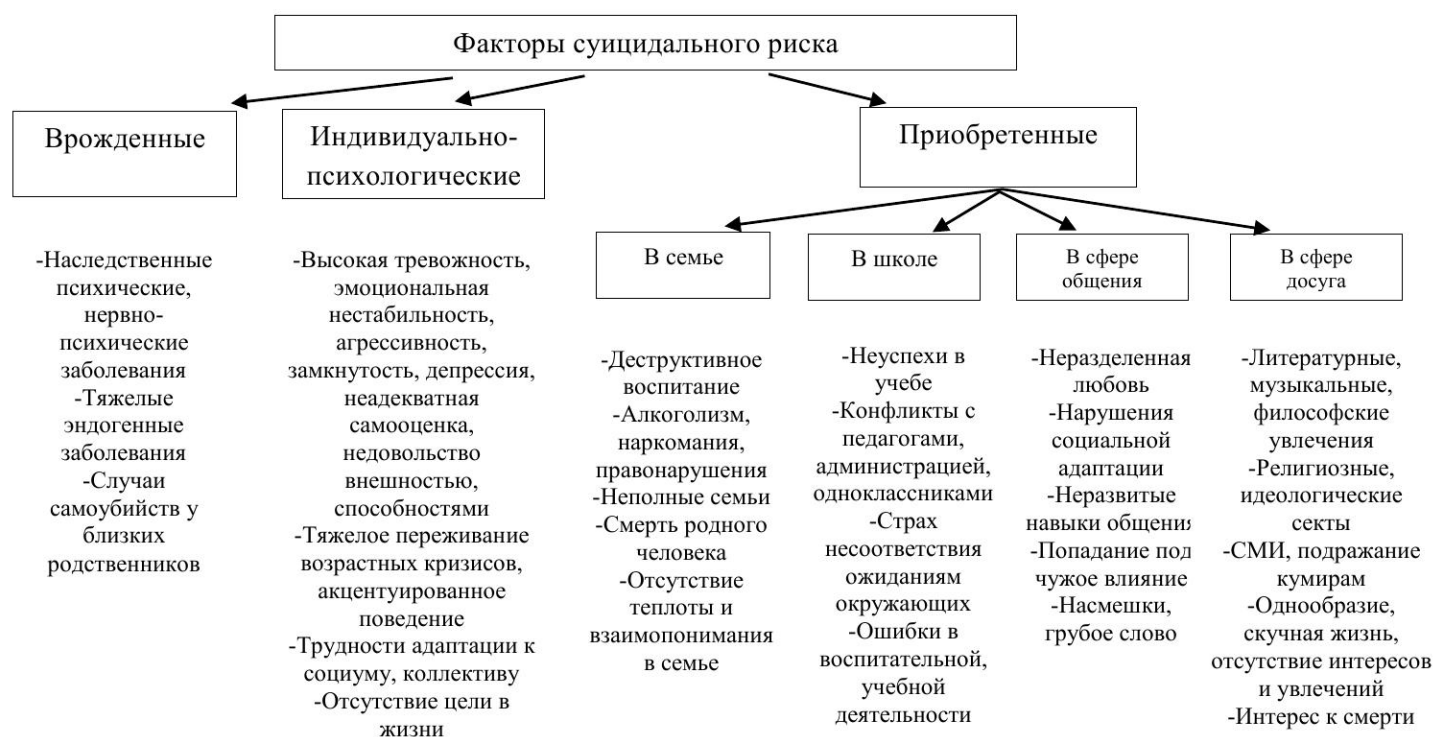 Факторы суицидального риска
Врожденные
Индивидуально-
психологические
Приобретенные
-Наследственные
психические,
нервно-
психические
заболевания
-Тяжелые
эндогенные
заболевания
-Случаи
самоубийств у
близких
родственников
-Высокая тревожность,
эмоциональная
нестабильность,
агрессивность,
замкнутость, депрессия,
неадекватная
самооценка,
недовольство
внешностью,
способностями
-Тяжелое переживание
возрастных кризисов,
акцентуированное
поведение
-Трудности адаптации к
социуму, коллективу
-Отсутствие цели в
жизни
В семье
-Деструктивное
воспитание
-Алкоголизм,
наркомания,
правонарушения
-Неполные семьи
-Смерть родного
человека
-Отсутствие
теплоты и
взаимопонимания
в семье
В школе
-Неуспехи в
учебе
-Конфликты с
педагогами,
администрацией,
одноклассниками
-Страх
несоответствия
ожиданиям
окружающих
-Ошибки в
воспитательной,
учебной
деятельности
В сфере
общения
-Неразделенная
любовь
-Нарушения
социальной
адаптации
-Неразвитые
навыки общения
-Попадание под
чужое влияние
-Насмешки,
грубое слово
В сфере
досуга
-Литературные,
музыкальные,
философские
увлечения
-Религиозные,
идеологические
секты
-СМИ, подражание
кумирам
-Однообразие,
скучная жизнь,
отсутствие интересов
и увлечений
-Интерес к смерти